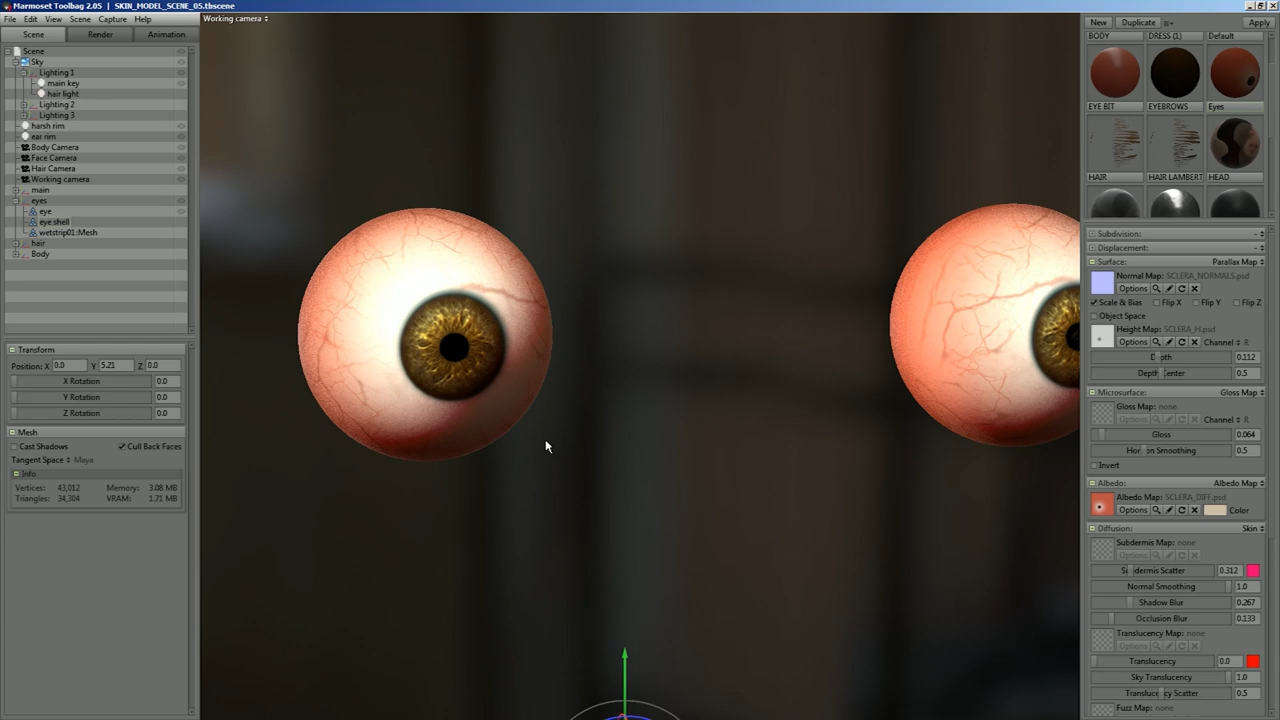 Marmoset Toolbag 2.05 | SKIN_MODEL_SCENE_05.tbscene
File Edit View Scene Capture Help
Working camera
New Duplicate Apply
Scene Render Animation
Scene
Sky
Lighting 1
main key
hair light
Lighting 2
Lighting 3
harsh rim
ear rim
Body Camera
Face Camera
Hair Camera
Working camera
main
eyes
eye
eye shell
wetstrip01:Mesh
hair
Body
Transform
Position: X 0.0 Y 5.21 Z 0.0
X Rotation 0.0
Y Rotation 0.0
Z Rotation 0.0
Mesh
Cast Shadows Cull Back Faces
Tangent Space Maya
Info
Vertices: 43,012 Memory: 3.08 MB
Triangles: 34,304 VRAM: 1.71 MB
BODY DRESS (1) Default
EYE BIT EYEBROWS Eyes
HAIR HAIR LAMBERT HEAD
Subdivision: -
Displacement: -
Surface: Parallax Map
Normal Map: SCLERA_NORMALS.psd
Options
Scale & Bias Flip X Flip Y Flip Z
Object Space
Height Map: SCLERA_H.psd
Options Channel R
Depth 0.112
Depth Center 0.5
Microsurface: Gloss Map
Gloss Map: none
Options Channel R
Gloss 0.064
Horizon Smoothing 0.5
Invert
Albedo: Albedo Map
Albedo Map: SCLERA_DIFF.psd
Options Color
Diffusion: Skin
Subdermis Map: none
Options
Subdermis Scatter 0.312
Normal Smoothing 1.0
Shadow Blur 0.267
Occlusion Blur 0.133
Translucency Map: none
Options
Translucency 0.0
Sky Translucency 1.0
Translucency Scatter 0.5
Fuzz Map: none